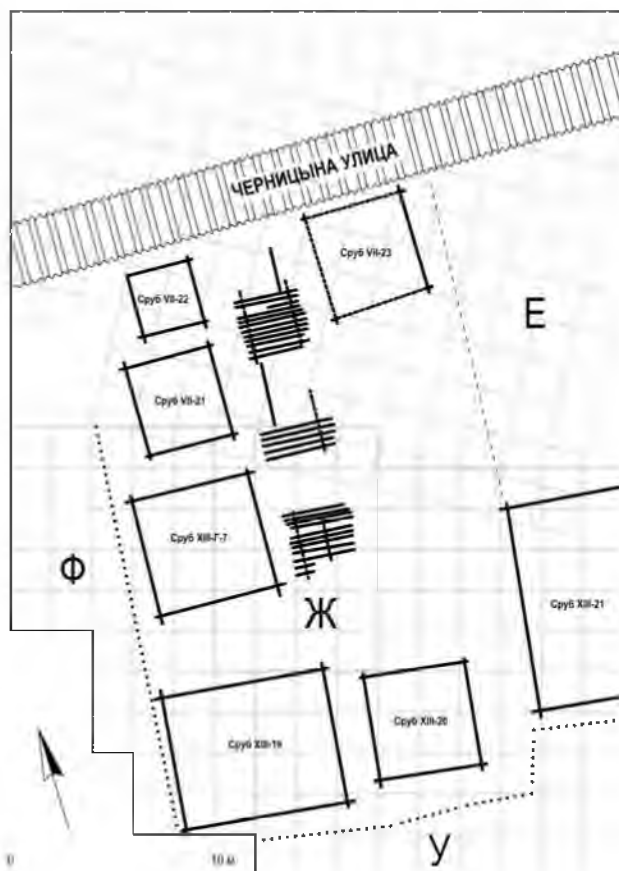 ЧЕРНИЦЫНА УЛИЦА
Сруб VII-23
Сруб VII-22
Е
Сруб VII-21
Сруб XIII-Г-7
Ф
Ж
Сруб XIII-21
Сруб XIII-20
Сруб XIII-19
У
0 10 м